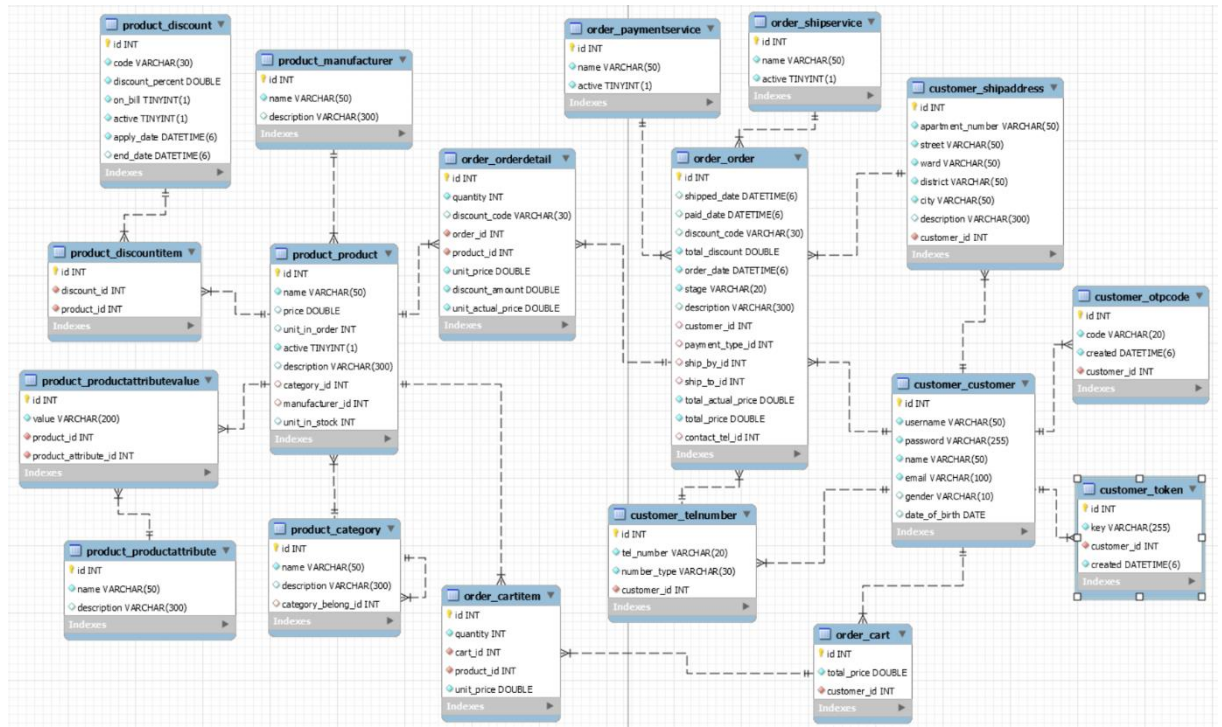 product_discount
id INT
code VARCHAR(30)
discount_percent DOUBLE
on_bill TINYINT(1)
active TINYINT(1)
apply_date DATETIME(6)
end_date DATETIME(6)
Indexes
product_manufacturer
id INT
name VARCHAR(50)
description VARCHAR(300)
Indexes
order_paymentservice
id INT
name VARCHAR(50)
active TINYINT(1)
Indexes
order_shipservice
id INT
name VARCHAR(50)
active TINYINT(1)
Indexes
customer_shipaddress
id INT
apartment_number VARCHAR(50)
street VARCHAR(50)
ward VARCHAR(50)
district VARCHAR(50)
city VARCHAR(50)
description VARCHAR(300)
customer_id INT
Indexes
order_orderdetail
id INT
quantity INT
discount_code VARCHAR(30)
order_id INT
product_id INT
unit_price DOUBLE
discount_amount DOUBLE
unit_actual_price DOUBLE
Indexes
order_order
id INT
shipped_date DATETIME(6)
paid_date DATETIME(6)
discount_code VARCHAR(30)
total_discount DOUBLE
order_date DATETIME(6)
stage VARCHAR(20)
description VARCHAR(300)
customer_id INT
payment_type_id INT
ship_by_id INT
ship_to_id INT
total_actual_price DOUBLE
total_price DOUBLE
contact_tel_id INT
Indexes
product_discountitem
id INT
discount_id INT
product_id INT
Indexes
product_product
id INT
name VARCHAR(50)
price DOUBLE
unit_in_order INT
active TINYINT(1)
description VARCHAR(300)
category_id INT
manufacturer_id INT
unit_in_stock INT
Indexes
customer_otpcode
id INT
code VARCHAR(20)
created DATETIME(6)
customer_id INT
Indexes
product_productattributevalue
id INT
value VARCHAR(200)
product_id INT
product_attribute_id INT
Indexes
customer_customer
id INT
username VARCHAR(50)
password VARCHAR(255)
name VARCHAR(50)
email VARCHAR(100)
gender VARCHAR(10)
date_of_birth DATE
Indexes
customer_token
id INT
key VARCHAR(255)
customer_id INT
created DATETIME(6)
Indexes
product_productattribute
id INT
name VARCHAR(50)
description VARCHAR(300)
Indexes
product_category
id INT
name VARCHAR(50)
description VARCHAR(300)
category_belong_id INT
Indexes
customer_telnumber
id INT
tel_number VARCHAR(20)
number_type VARCHAR(30)
customer_id INT
Indexes
order_cartitem
id INT
quantity INT
cart_id INT
product_id INT
unit_price DOUBLE
Indexes
order_cart
id INT
total_price DOUBLE
customer_id INT
Indexes